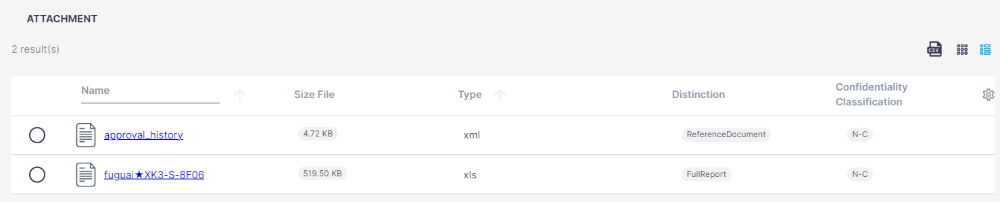 ATTACHMENT
2 result(s)
CSV
Name
Size File
Type
Distinction
Confidentiality
Classification
approval_history
4.72 KB
xml
ReferenceDocument
N-C
fuguai★XK3-S-8F06
519.50 KB
xls
FullReport
N-C